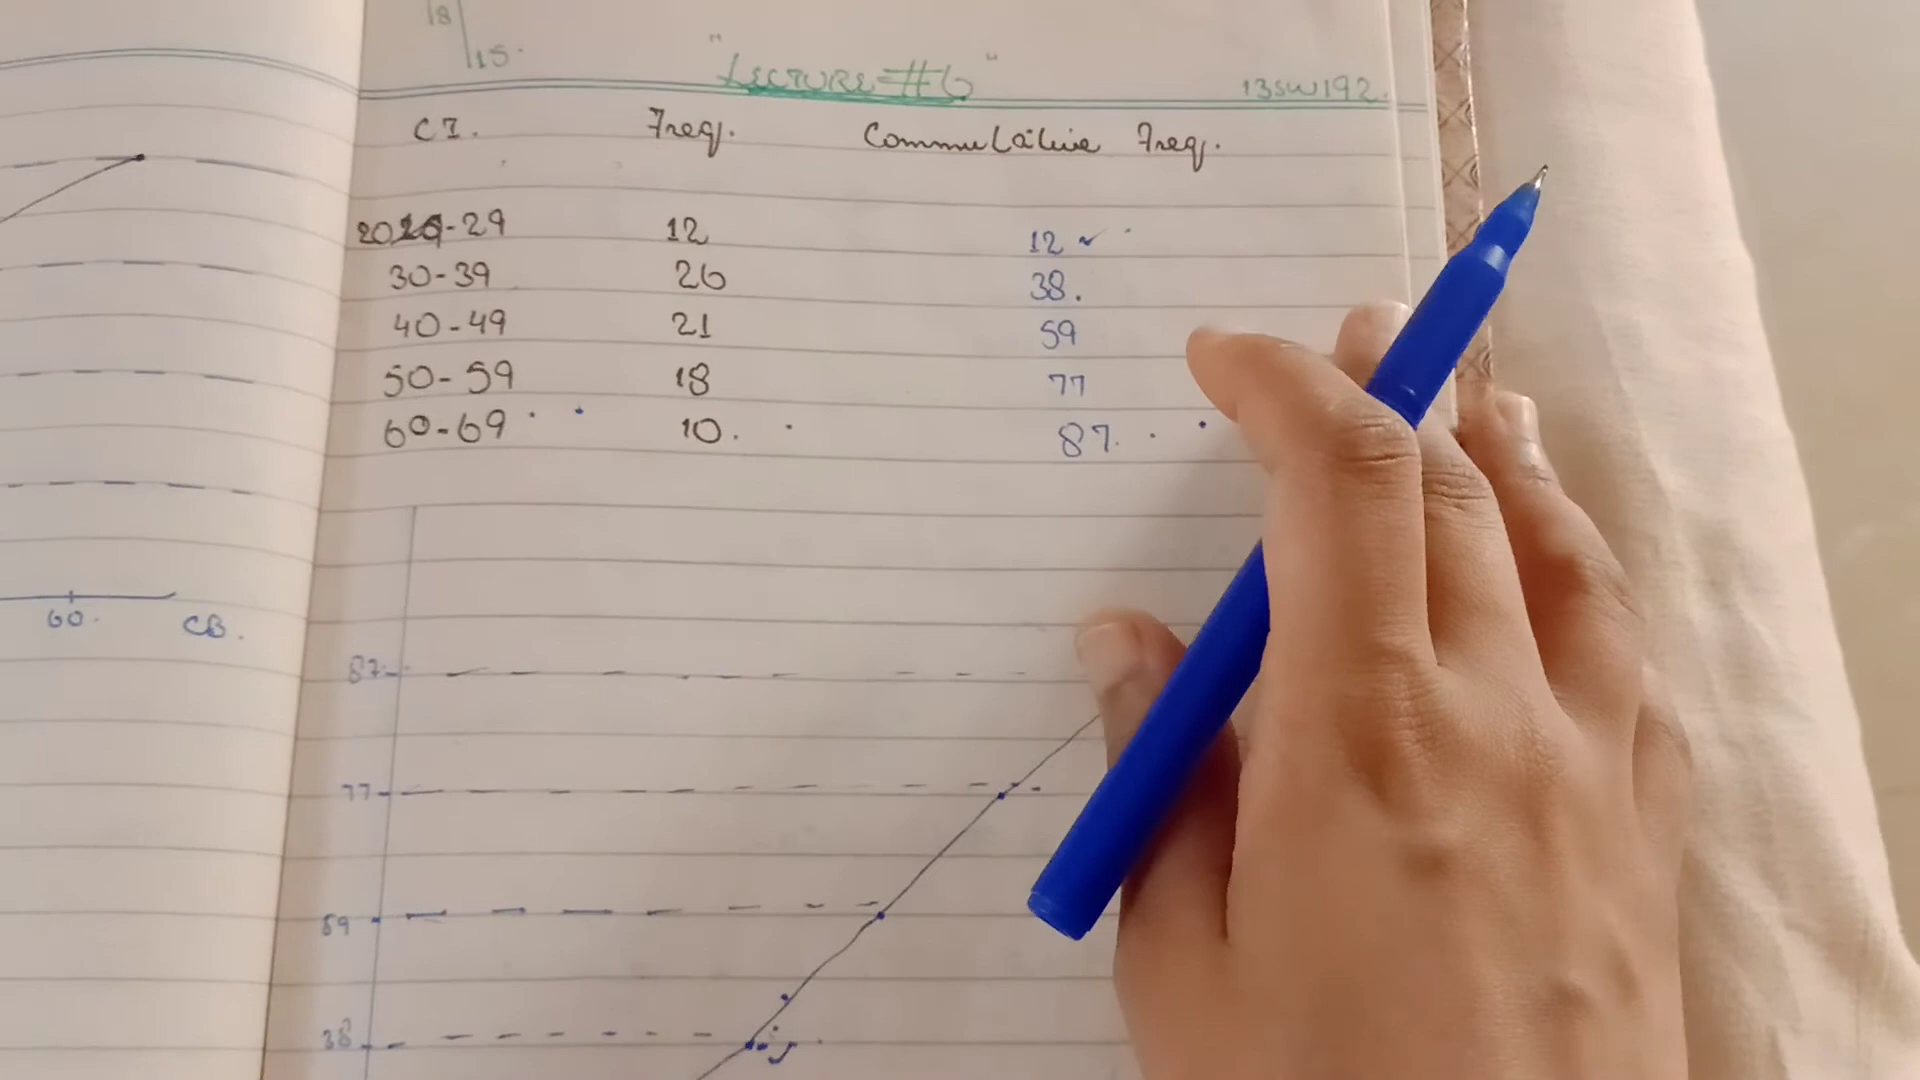 18/15.
"LECTURE #6" 13SW192.
C I. Freq. Commulative Freq.
20-29 12 12
30-39 26 38.
40-49 21 59
50-59 18 77
60-69 10. 87.
60. CB.
87
77
59
38